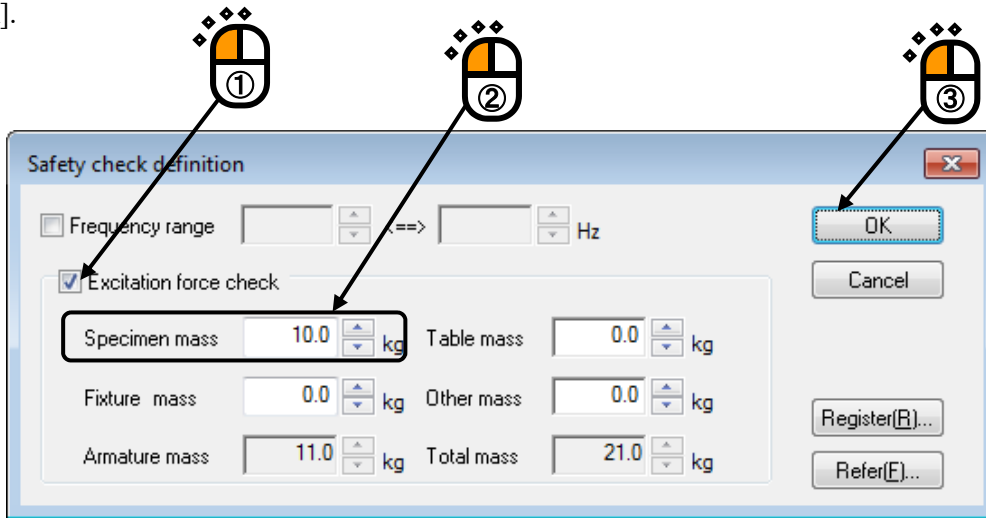 ].
① ② ③
Safety check definition
Frequency range <==> Hz OK
Excitation force check Cancel
Specimen mass 10.0 kg Table mass 0.0 kg
Fixture mass 0.0 kg Other mass 0.0 kg
Register(R)...
Armature mass 11.0 kg Total mass 21.0 kg
Refer(F)...